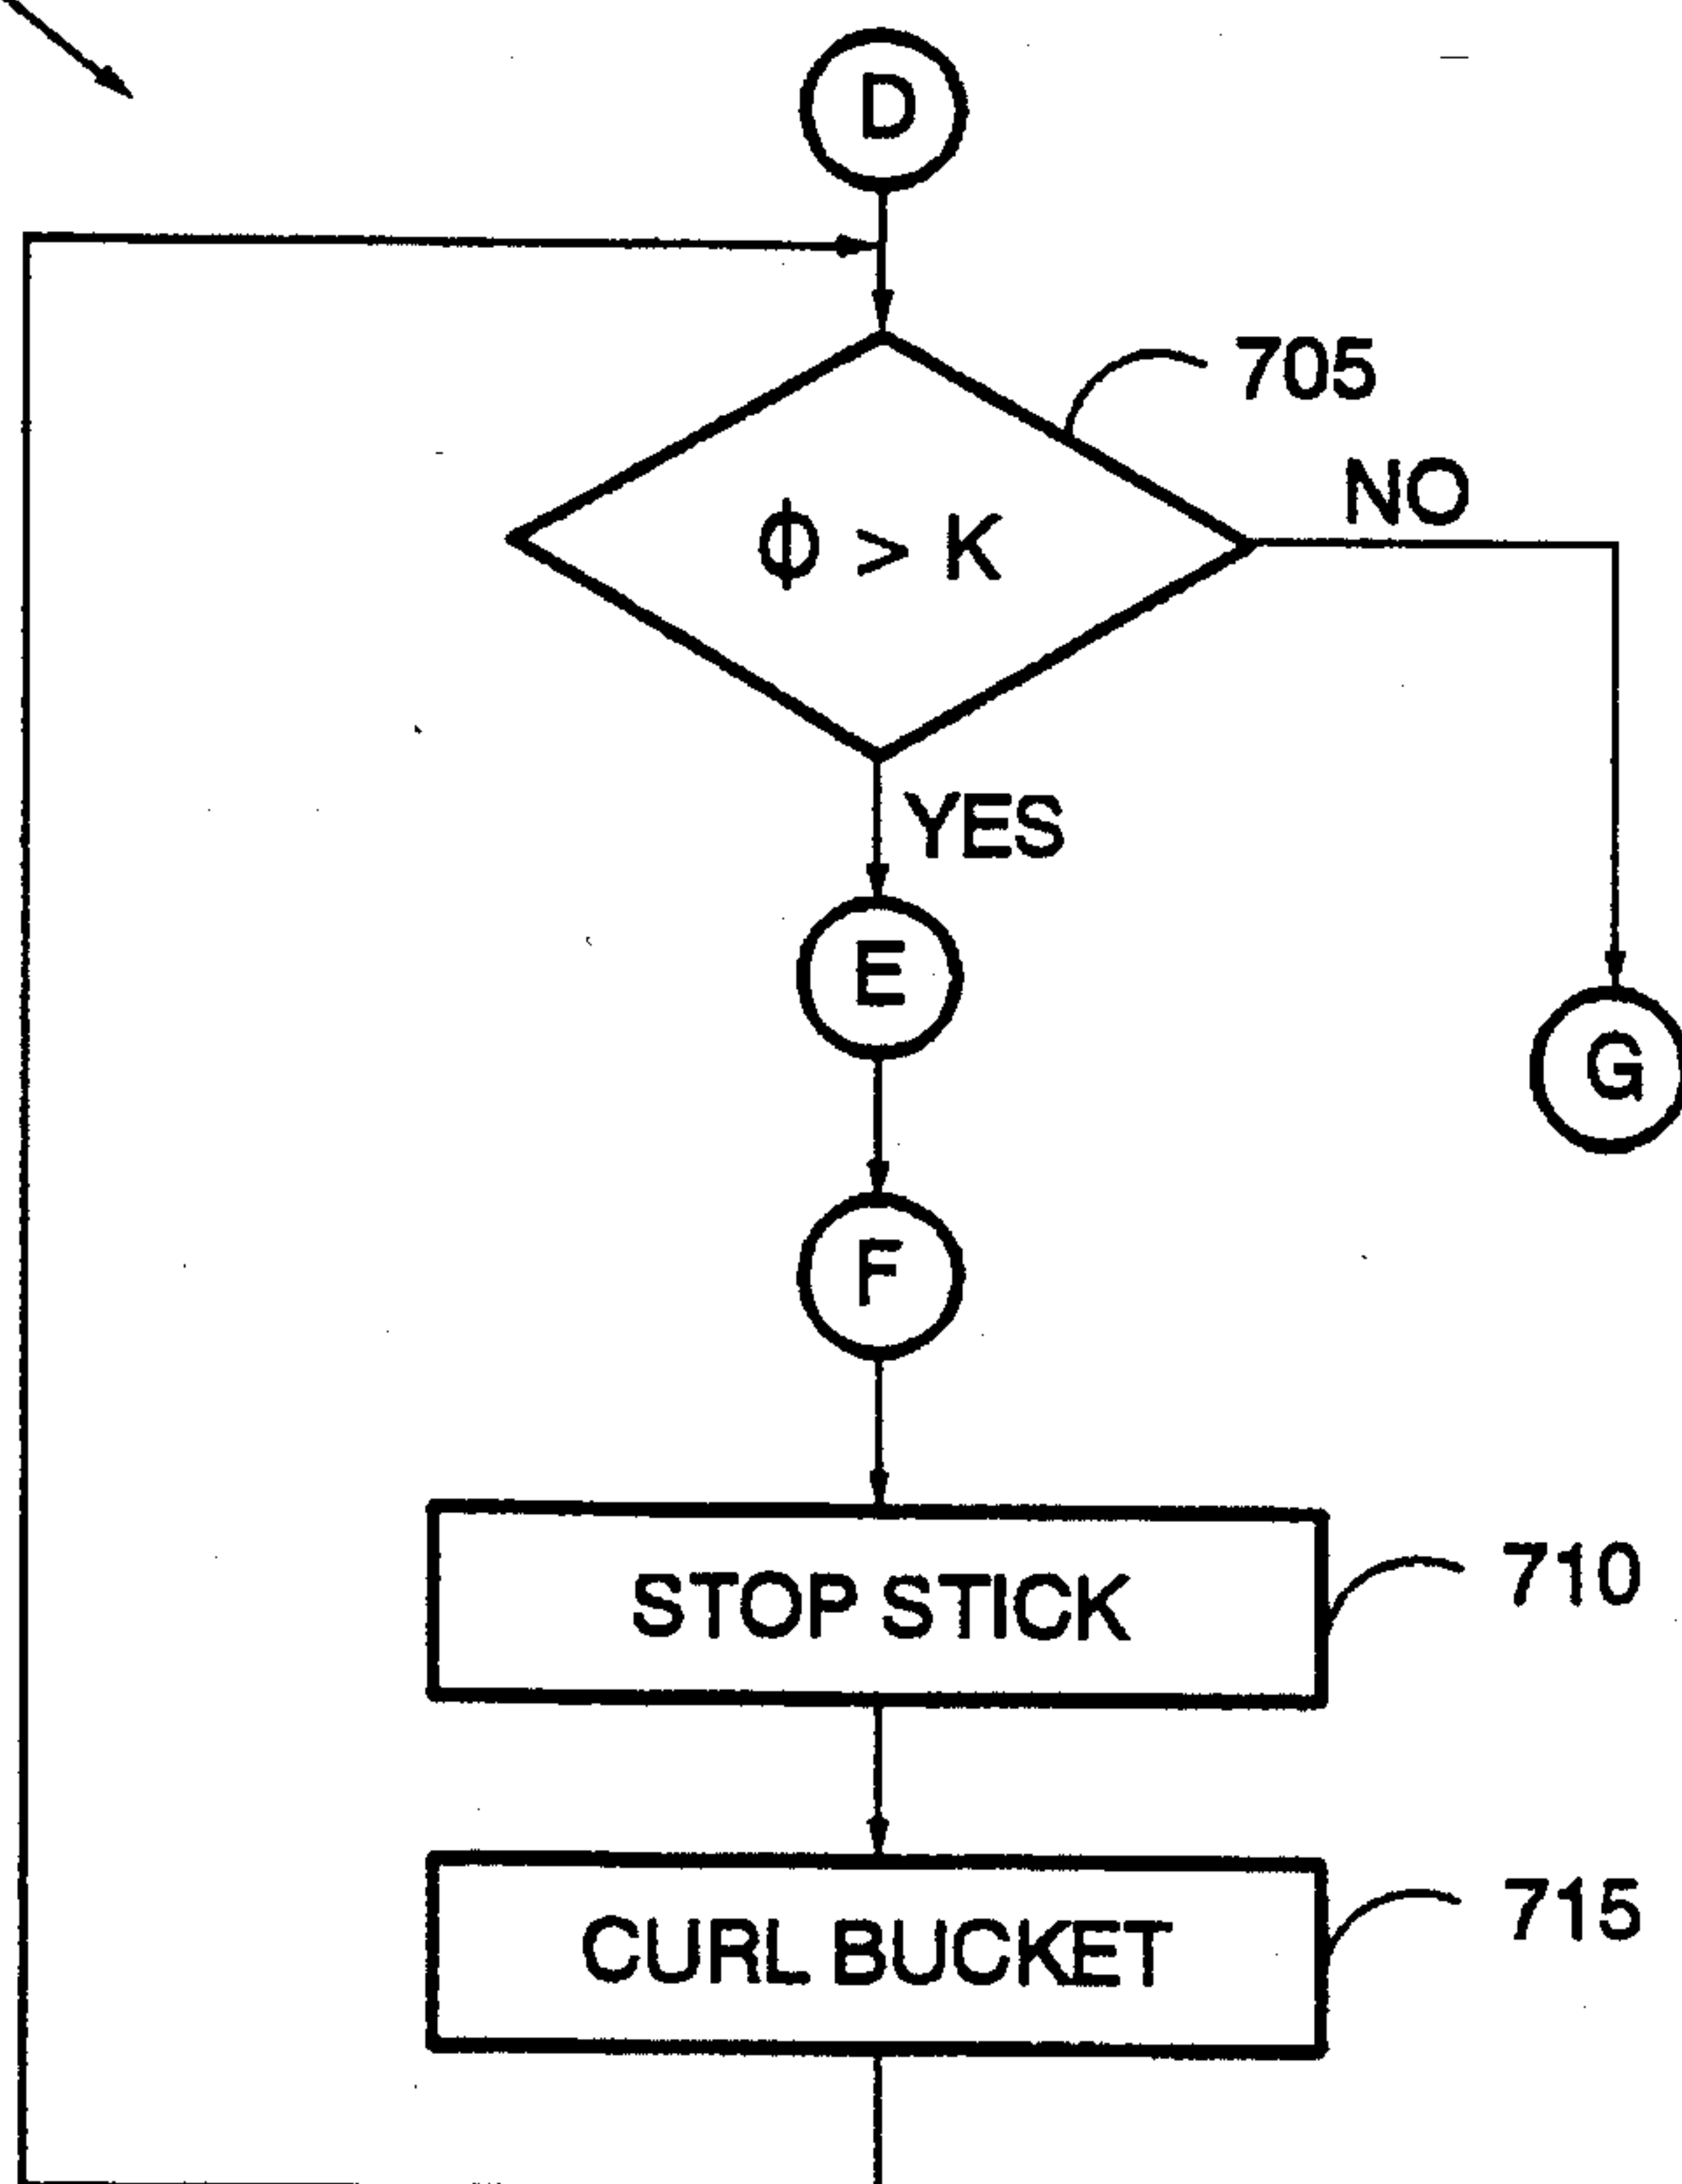 D
705
NO
Φ > K
YES
E
G
F
STOP STICK
710
CURL BUCKET
715